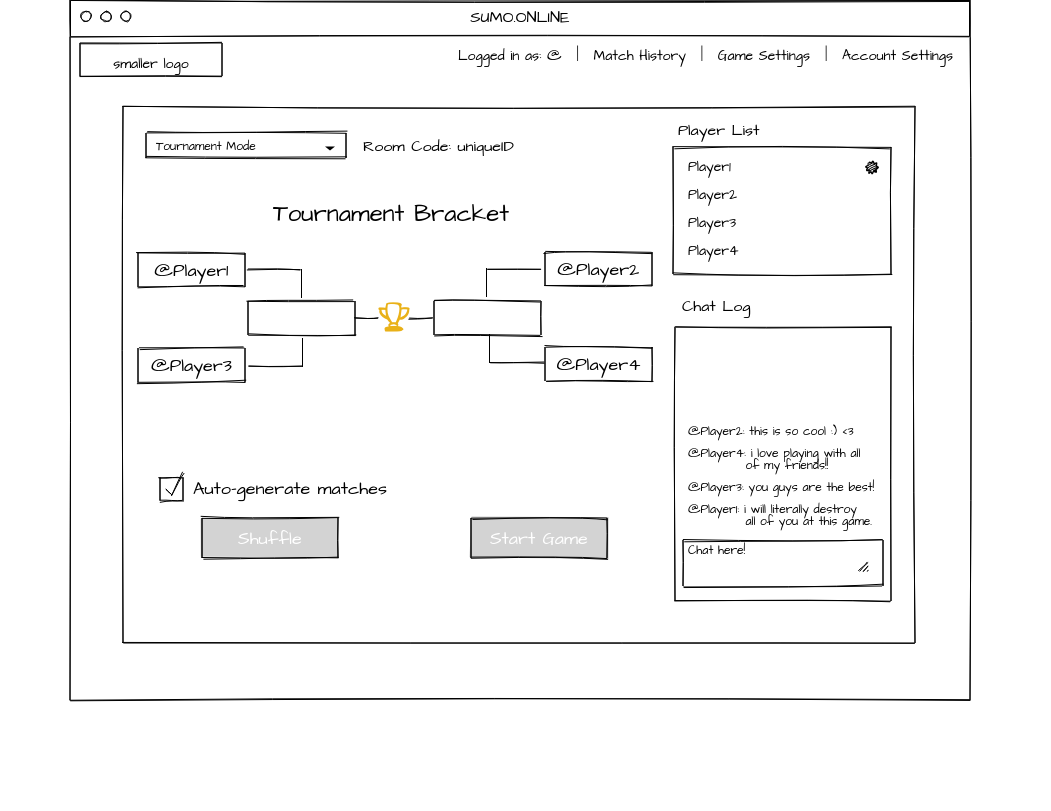 SUMO.ONLINE
smaller logo
Logged in as: @ | Match History | Game Settings | Account Settings
Tournament Mode
Room Code: uniqueID
Tournament Bracket
@Player1
@Player2
@Player3
@Player4
Auto-generate matches
Shuffle
Start Game
Player List
Player1
Player2
Player3
Player4
Chat Log
@Player2: this is so cool :) <3
@Player4: i love playing with all
of my friends!!
@Player3: you guys are the best!
@Player1: i will literally destroy
all of you at this game.
Chat here!